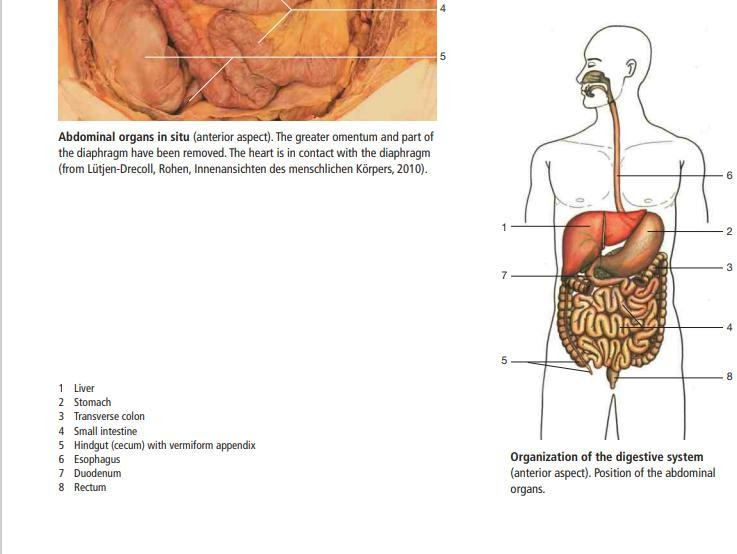 4
5
Abdominal organs in situ (anterior aspect). The greater omentum and part of
the diaphragm have been removed. The heart is in contact with the diaphragm
(from Lütjen-Drecoll, Rohen, Innenansichten des menschlichen Körpers, 2010).
1 Liver
2 Stomach
3 Transverse colon
4 Small intestine
5 Hindgut (cecum) with vermiform appendix
6 Esophagus
7 Duodenum
8 Rectum
6
1
2
3
7
4
5
8
Organization of the digestive system
(anterior aspect). Position of the abdominal
organs.